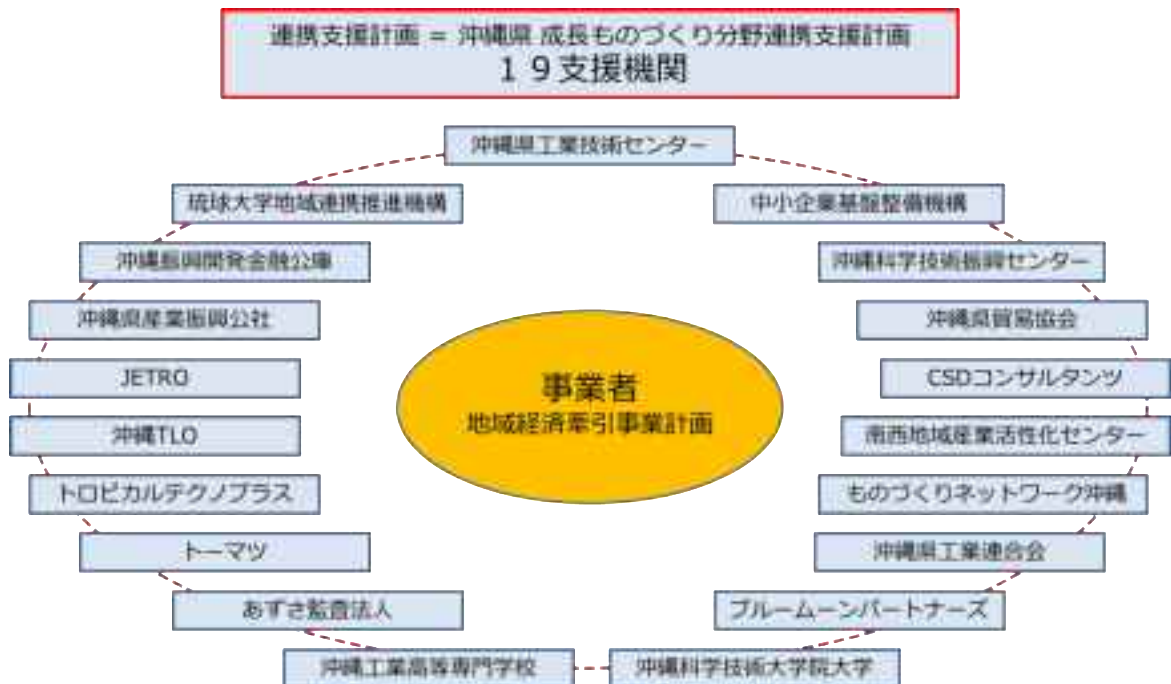 連携支援計画 = 沖縄県 成長ものづくり分野連携支援計画
19支援機関
沖縄県工業技術センター
琉球大学地域連携推進機構
中小企業基盤整備機構
沖縄振興開発金融公庫
沖縄科学技術振興センター
沖縄県産業振興公社
沖縄県貿易協会
JETRO
事業者
地域経済牽引事業計画
CSDコンサルタンツ
沖縄TLO
南西地域産業活性化センター
トロピカルテクノプラス
ものづくりネットワーク沖縄
トーマツ
沖縄県工業連合会
あずさ監査法人
ブルームーンパートナーズ
沖縄工業高等専門学校
沖縄科学技術大学院大学